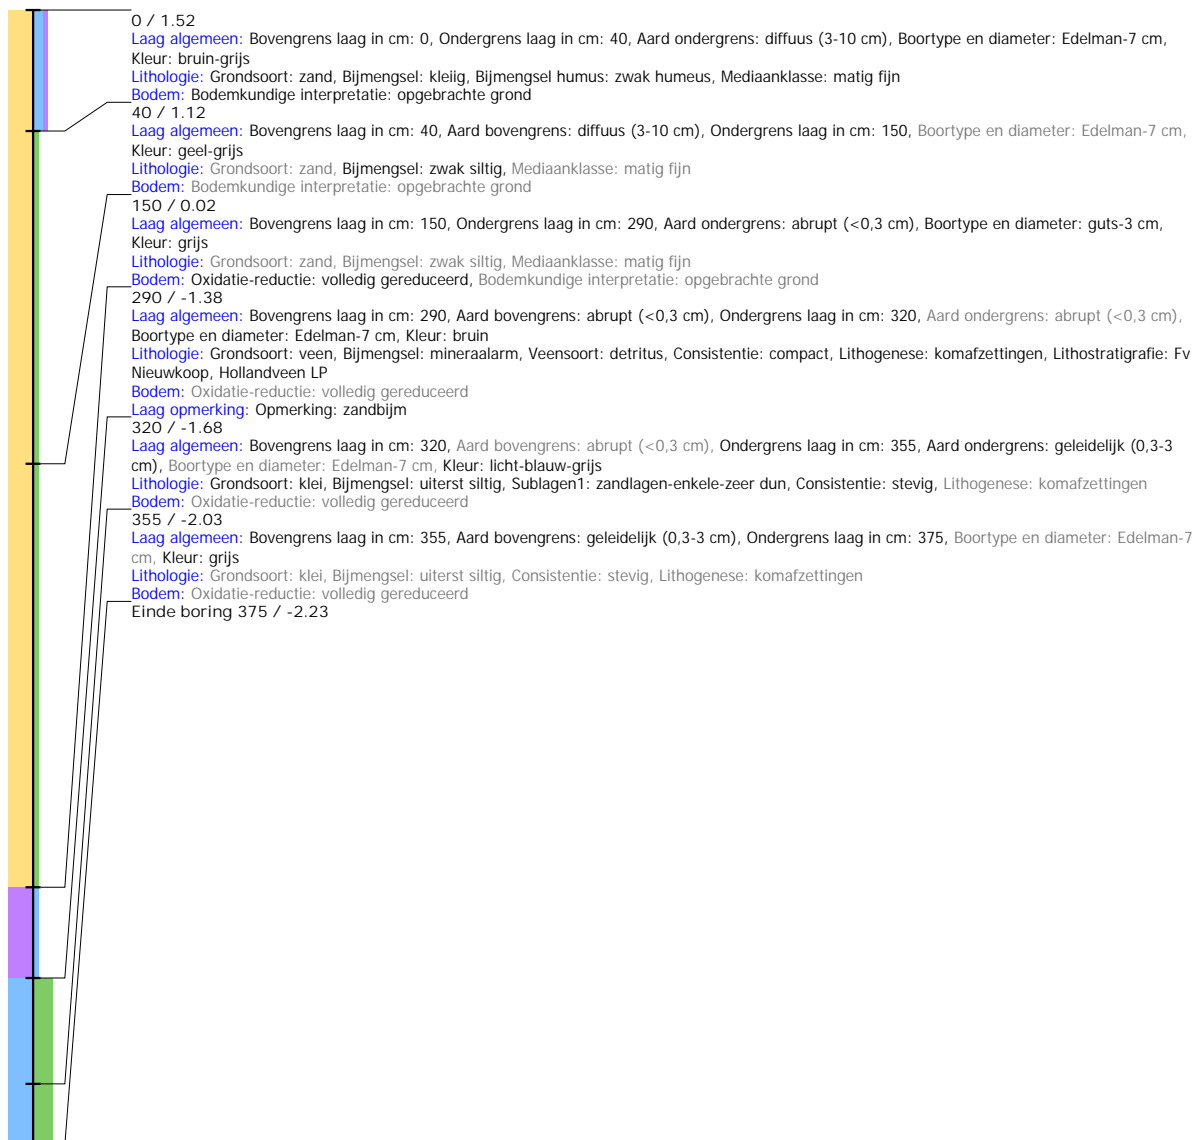 0 / 1.52
Laag algemeen: Bovengrens laag in cm: 0, Ondergrens laag in cm: 40, Aard ondergrens: diffuus (3-10 cm), Boortype en diameter: Edelman-7 cm,
Kleur: bruin-grijs
Lithologie: Grondsoort: zand, Bijmengsel: kleiig, Bijmengsel humus: zwak humeus, Mediaanklasse: matig fijn
Bodem: Bodemkundige interpretatie: opgebrachte grond
40 / 1.12
Laag algemeen: Bovengrens laag in cm: 40, Aard bovengrens: diffuus (3-10 cm), Ondergrens laag in cm: 150, Boortype en diameter: Edelman-7 cm,
Kleur: geel-grijs
Lithologie: Grondsoort: zand, Bijmengsel: zwak siltig, Mediaanklasse: matig fijn
Bodem: Bodemkundige interpretatie: opgebrachte grond
150 / 0.02
Laag algemeen: Bovengrens laag in cm: 150, Ondergrens laag in cm: 290, Aard ondergrens: abrupt (<0,3 cm), Boortype en diameter: guts-3 cm,
Kleur: grijs
Lithologie: Grondsoort: zand, Bijmengsel: zwak siltig, Mediaanklasse: matig fijn
Bodem: Oxidatie-reductie: volledig gereduceerd, Bodemkundige interpretatie: opgebrachte grond
290 / -1.38
Laag algemeen: Bovengrens laag in cm: 290, Aard bovengrens: abrupt (<0,3 cm), Ondergrens laag in cm: 320, Aard ondergrens: abrupt (<0,3 cm),
Boortype en diameter: Edelman-7 cm, Kleur: bruin
Lithologie: Grondsoort: veen, Bijmengsel: mineraalarm, Veensoort: detritus, Consistentie: compact, Lithogenese: komafzettingen, Lithostratigrafie: Fv
Nieuwkoop, Hollandveen LP
Bodem: Oxidatie-reductie: volledig gereduceerd
Laag opmerking: Opmerking: zandbijm
320 / -1.68
Laag algemeen: Bovengrens laag in cm: 320, Aard bovengrens: abrupt (<0,3 cm), Ondergrens laag in cm: 355, Aard ondergrens: geleidelijk (0,3-3
cm), Boortype en diameter: Edelman-7 cm, Kleur: licht-blauw-grijs
Lithologie: Grondsoort: klei, Bijmengsel: uiterst siltig, Sublagen1: zandlagen-enkele-zeer dun, Consistentie: stevig, Lithogenese: komafzettingen
Bodem: Oxidatie-reductie: volledig gereduceerd
355 / -2.03
Laag algemeen: Bovengrens laag in cm: 355, Aard bovengrens: geleidelijk (0,3-3 cm), Ondergrens laag in cm: 375, Boortype en diameter: Edelman-7
cm, Kleur: grijs
Lithologie: Grondsoort: klei, Bijmengsel: uiterst siltig, Consistentie: stevig, Lithogenese: komafzettingen
Bodem: Oxidatie-reductie: volledig gereduceerd
Einde boring 375 / -2.23